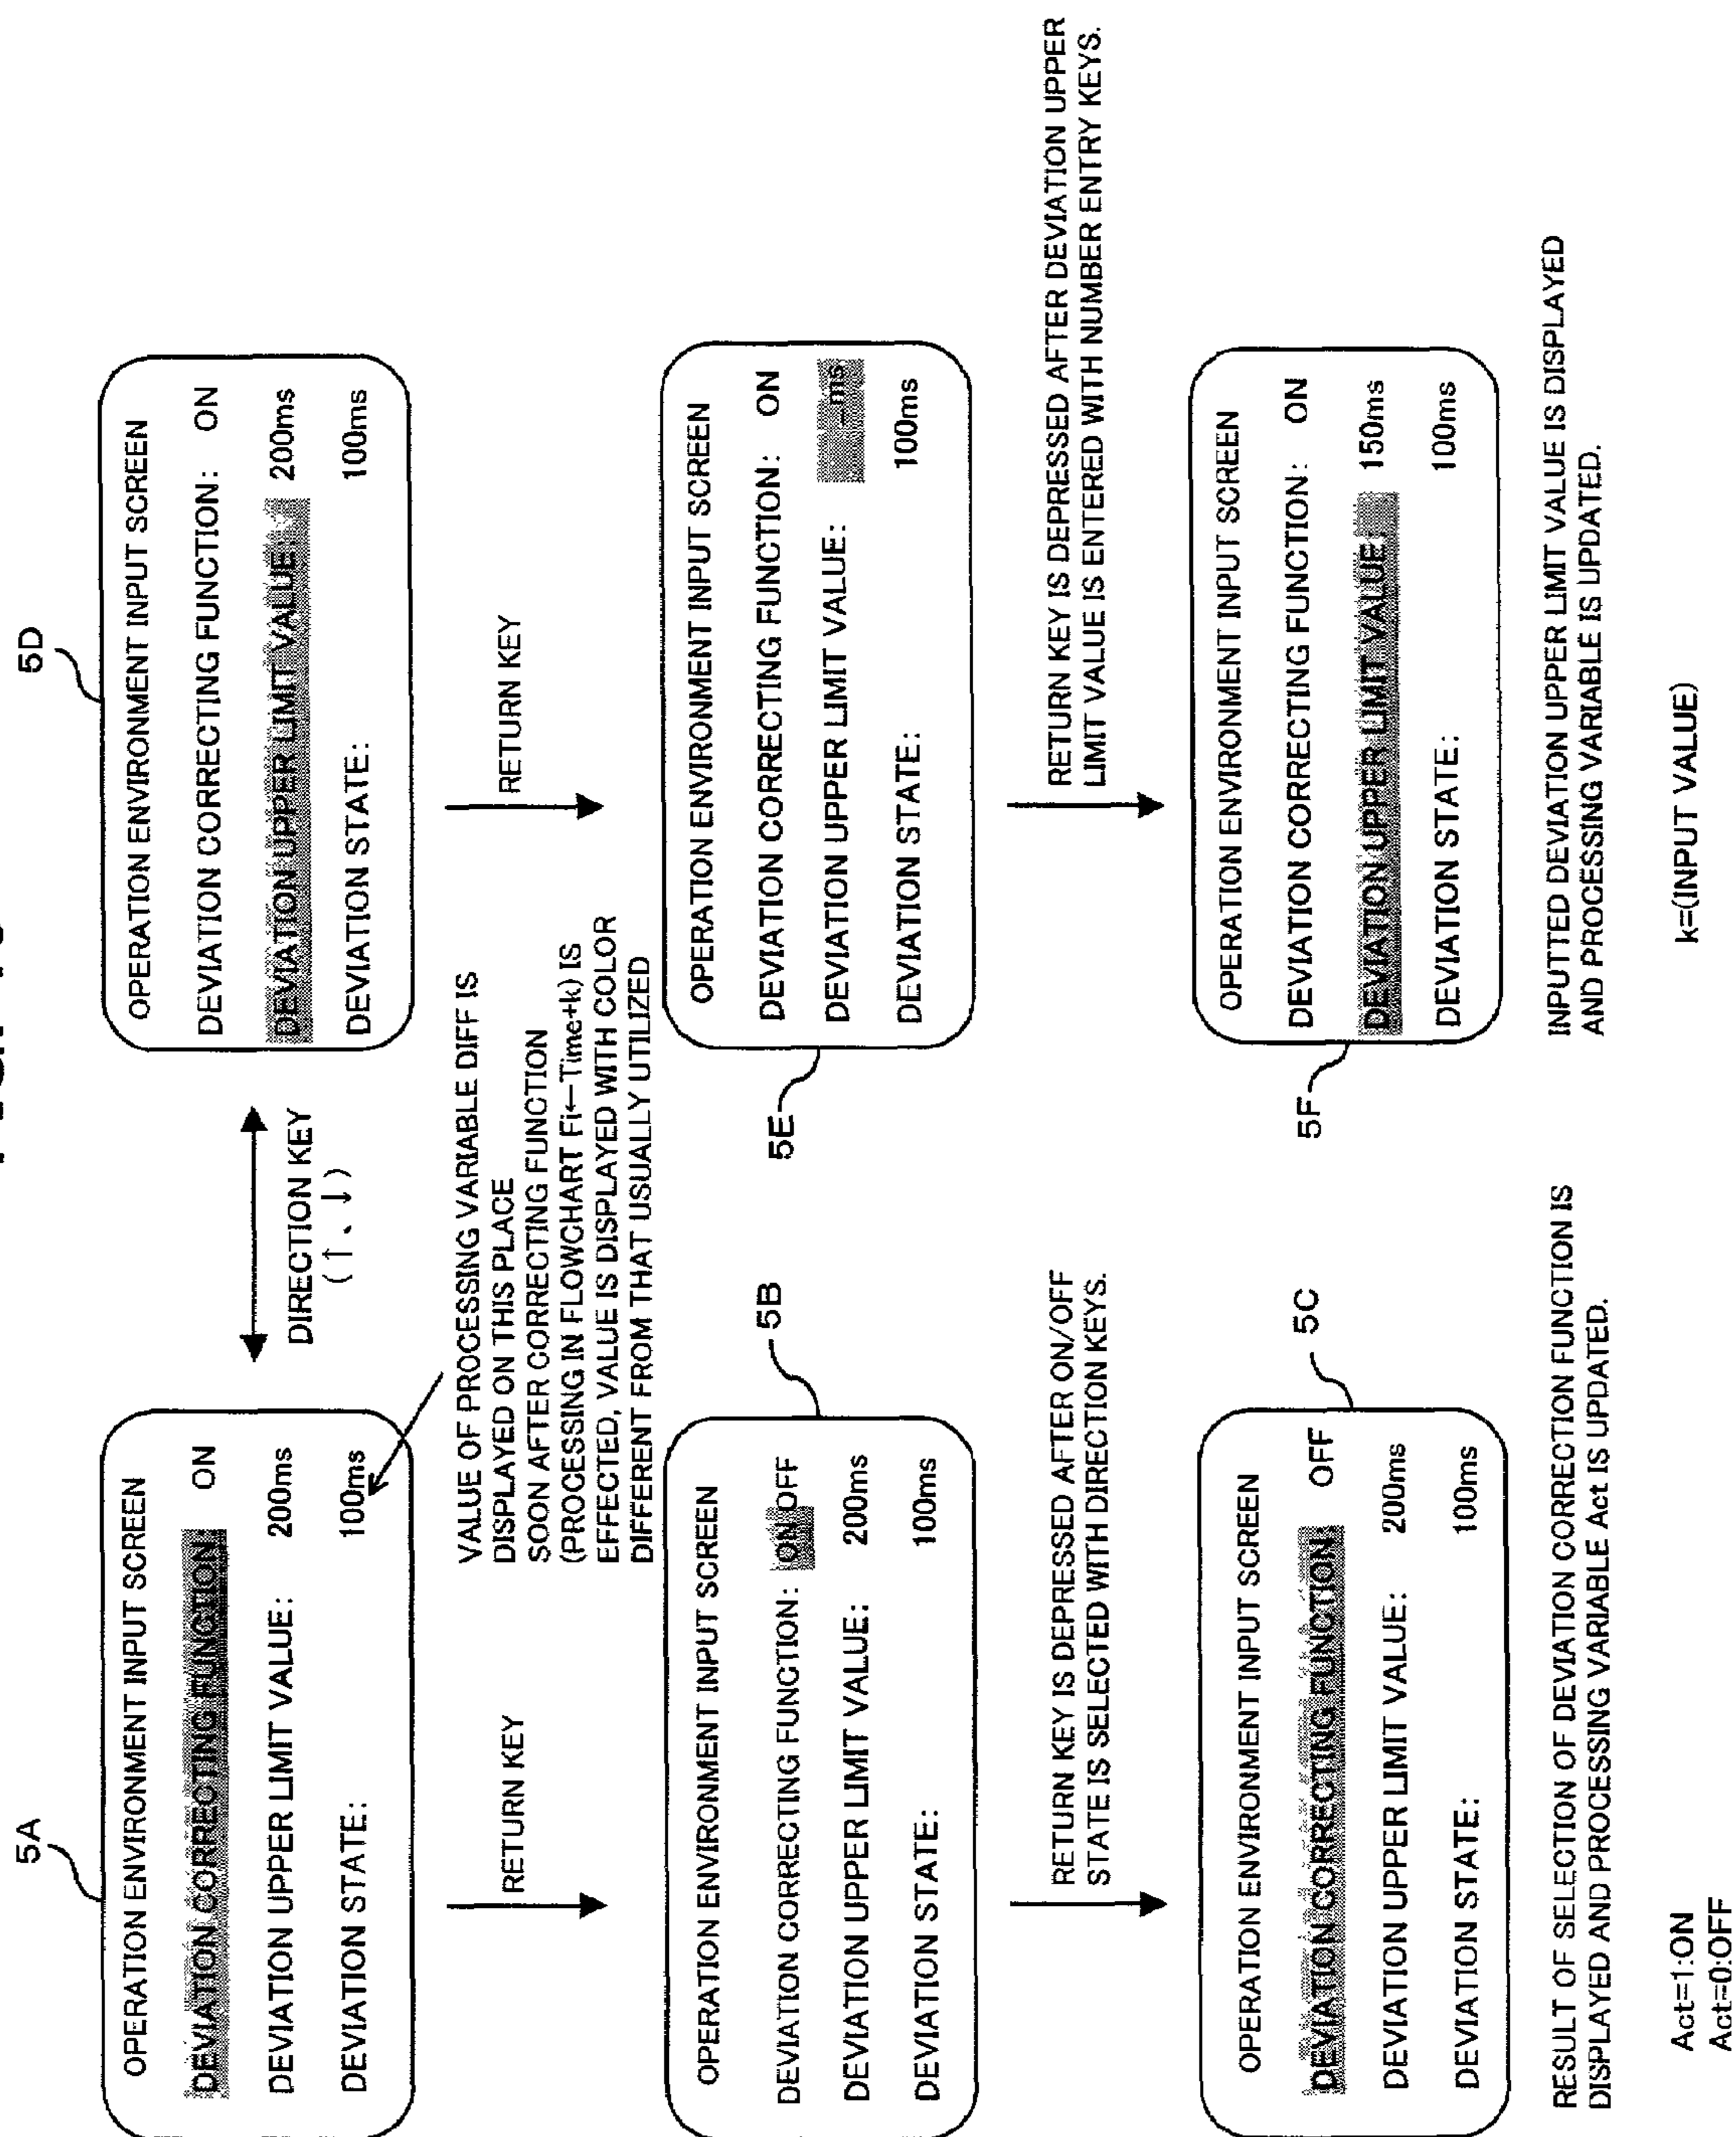 5A
OPERATION ENVIRONMENT INPUT SCREEN
DEVIATION CORRECTING FUNCTION: ON
DEVIATION UPPER LIMIT VALUE: 200ms
DEVIATION STATE: 100ms
DIRECTION KEY
(↑、↓)
5D
OPERATION ENVIRONMENT INPUT SCREEN
DEVIATION CORRECTING FUNCTION: ON
DEVIATION UPPER LIMIT VALUE: 200ms
DEVIATION STATE: 100ms
RETURN KEY
VALUE OF PROCESSING VARIABLE DIFF IS
DISPLAYED ON THIS PLACE
SOON AFTER CORRECTING FUNCTION
(PROCESSING IN FLOWCHART Fi←Time+k) IS
EFFECTED, VALUE IS DISPLAYED WITH COLOR
DIFFERENT FROM THAT USUALLY UTILIZED
RETURN KEY
5B
OPERATION ENVIRONMENT INPUT SCREEN
DEVIATION CORRECTING FUNCTION: ON OFF
DEVIATION UPPER LIMIT VALUE: 200ms
DEVIATION STATE: 100ms
5E
OPERATION ENVIRONMENT INPUT SCREEN
DEVIATION CORRECTING FUNCTION: ON
DEVIATION UPPER LIMIT VALUE: _ms
DEVIATION STATE: 100ms
RETURN KEY IS DEPRESSED AFTER ON/OFF
STATE IS SELECTED WITH DIRECTION KEYS.
RETURN KEY IS DEPRESSED AFTER DEVIATION UPPER
LIMIT VALUE IS ENTERED WITH NUMBER ENTRY KEYS.
5C
OPERATION ENVIRONMENT INPUT SCREEN
DEVIATION CORRECTING FUNCTION: OFF
DEVIATION UPPER LIMIT VALUE: 200ms
DEVIATION STATE: 100ms
5F
OPERATION ENVIRONMENT INPUT SCREEN
DEVIATION CORRECTING FUNCTION: ON
DEVIATION UPPER LIMIT VALUE: 150ms
DEVIATION STATE: 100ms
RESULT OF SELECTION OF DEVIATION CORRECTION FUNCTION IS
DISPLAYED AND PROCESSING VARIABLE Act IS UPDATED.
INPUTTED DEVIATION UPPER LIMIT VALUE IS DISPLAYED
AND PROCESSING VARIABLE IS UPDATED.
Act=1:ON
Act=0:OFF
k=(INPUT VALUE)